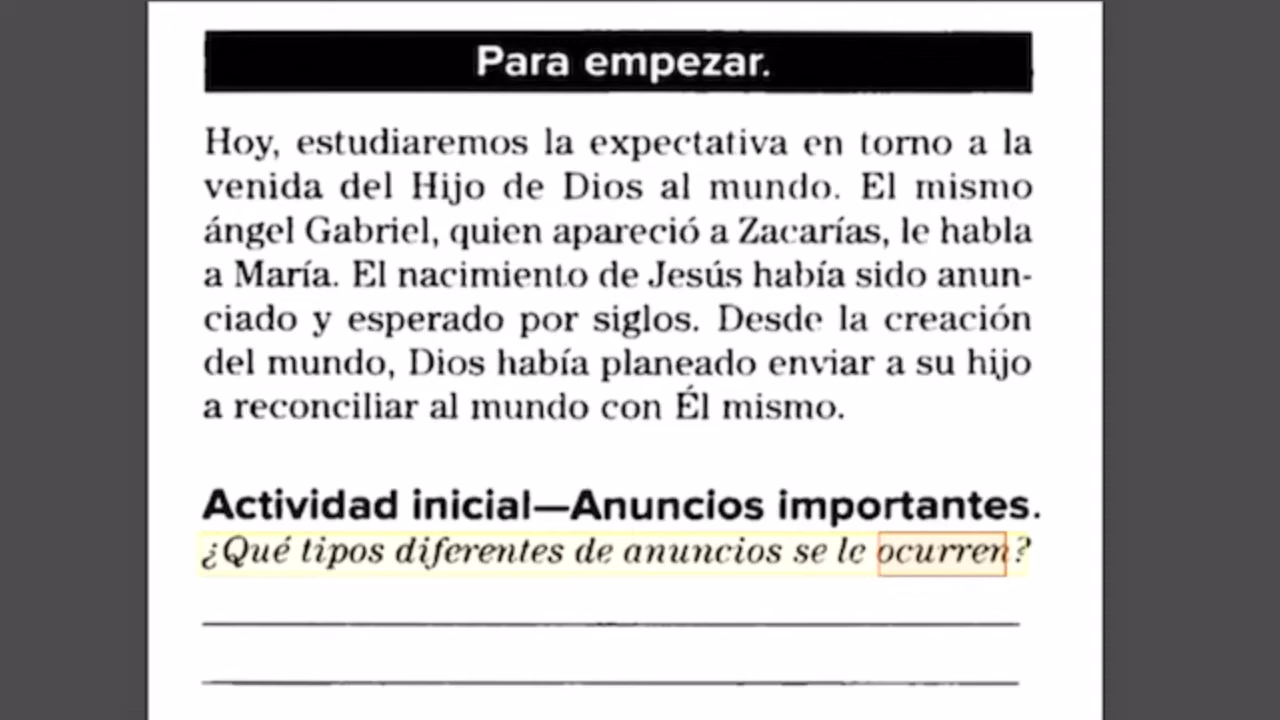 Para empezar.
Hoy, estudiaremos la expectativa en torno a la
venida del Hijo de Dios al mundo. El mismo
ángel Gabriel, quien apareció a Zacarías, le habla
a María. El nacimiento de Jesús había sido anun-
ciado y esperado por siglos. Desde la creación
del mundo, Dios había planeado enviar a su hijo
a reconciliar al mundo con Él mismo.
Actividad inicial—Anuncios importantes.
¿Qué tipos diferentes de anuncios se le ocurren?